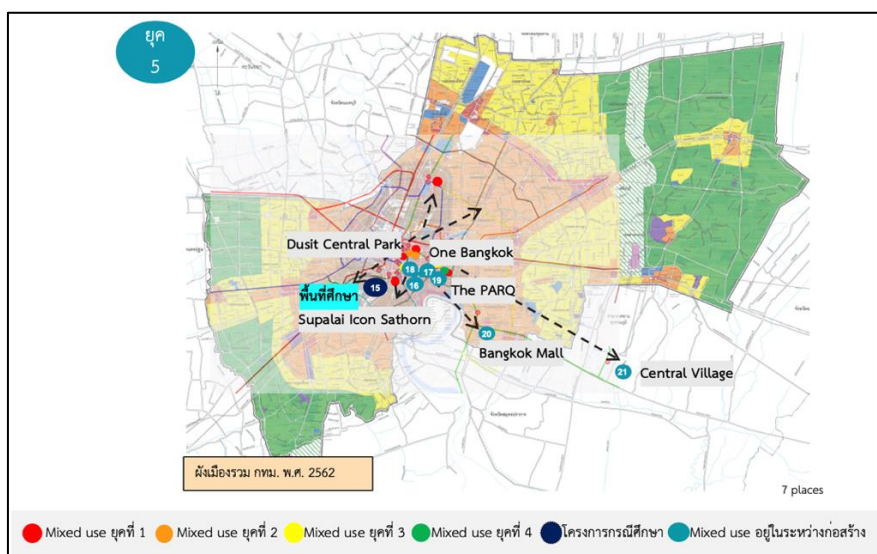 ยุค
5
Dusit Central Park
One Bangkok
18
17
19
15
16
พื้นที่ศึกษา
The PARQ
Supalai Icon Sathorn
20
Bangkok Mall
21
Central Village
ผังเมืองรวม กทม. พ.ศ. 2562
7 places
Mixed use ยุคที่ 1
Mixed use ยุคที่ 2
Mixed use ยุคที่ 3
Mixed use ยุคที่ 4
โครงการกรณีศึกษา
Mixed use อยู่ในระหว่างก่อสร้าง